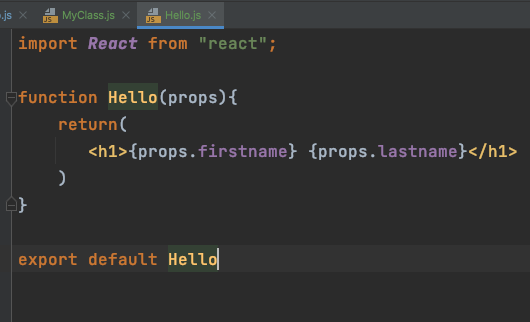 .js
MyClass.js
Hello.js
import React from "react";
function Hello(props){
return(
<h1>{props.firstname} {props.lastname}</h1>
)
}
export default Hello